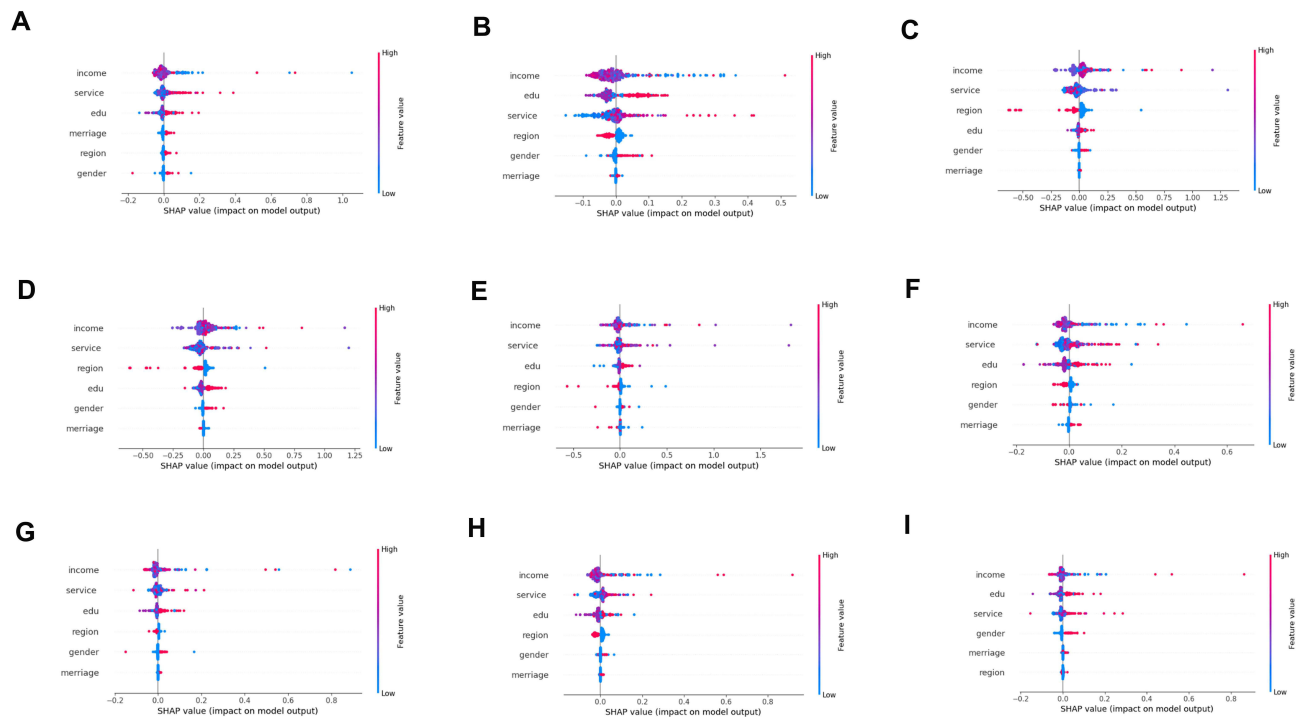 A
High
income
service
edu
merriage
region
gender
Feature value
Low
−0.2 0.0 0.2 0.4 0.6 0.8 1.0
SHAP value (impact on model output)
B
High
income
edu
service
region
gender
merriage
Feature value
Low
−0.1 0.0 0.1 0.2 0.3 0.4 0.5
SHAP value (impact on model output)
C
High
income
service
region
edu
gender
merriage
Feature value
Low
−0.50 −0.25 0.00 0.25 0.50 0.75 1.00 1.25
SHAP value (impact on model output)
D
High
income
service
region
edu
gender
merriage
Feature value
Low
−0.50 −0.25 0.00 0.25 0.50 0.75 1.00 1.25
SHAP value (impact on model output)
E
High
income
service
edu
region
gender
merriage
Feature value
Low
−0.5 0.0 0.5 1.0 1.5
SHAP value (impact on model output)
F
High
income
service
edu
region
gender
merriage
Feature value
Low
−0.2 0.0 0.2 0.4 0.6
SHAP value (impact on model output)
G
High
income
service
edu
region
gender
merriage
Feature value
Low
−0.2 0.0 0.2 0.4 0.6 0.8
SHAP value (impact on model output)
H
High
income
service
edu
region
gender
merriage
Feature value
Low
0.0 0.2 0.4 0.6 0.8
SHAP value (impact on model output)
I
High
income
edu
service
gender
merriage
region
Feature value
Low
−0.2 0.0 0.2 0.4 0.6 0.8
SHAP value (impact on model output)